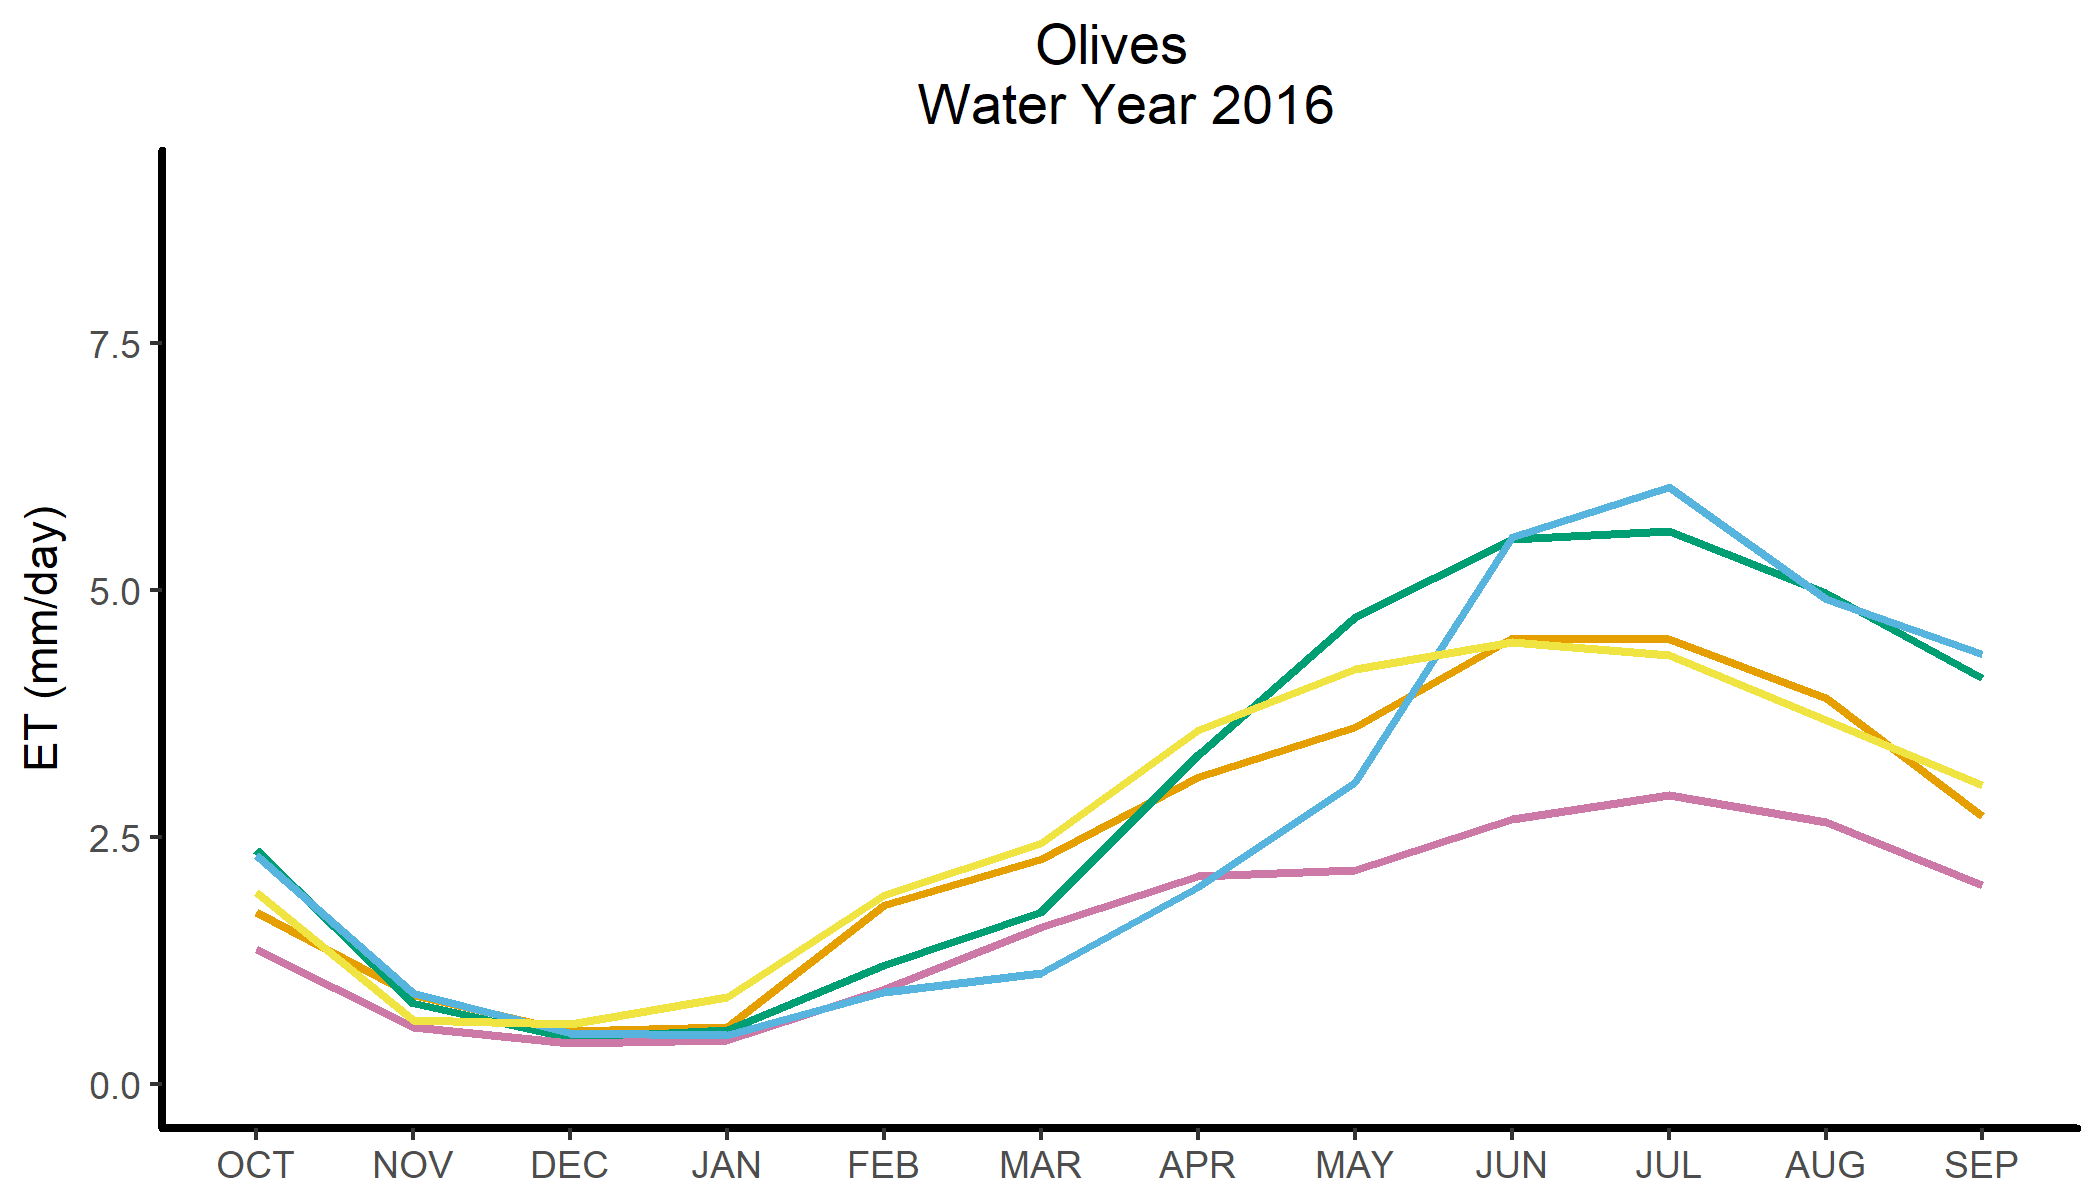 Olives
Water Year 2016
ET (mm/day)
7.5
5.0
2.5
0.0
OCT NOV DEC JAN FEB MAR APR MAY JUN JUL AUG SEP